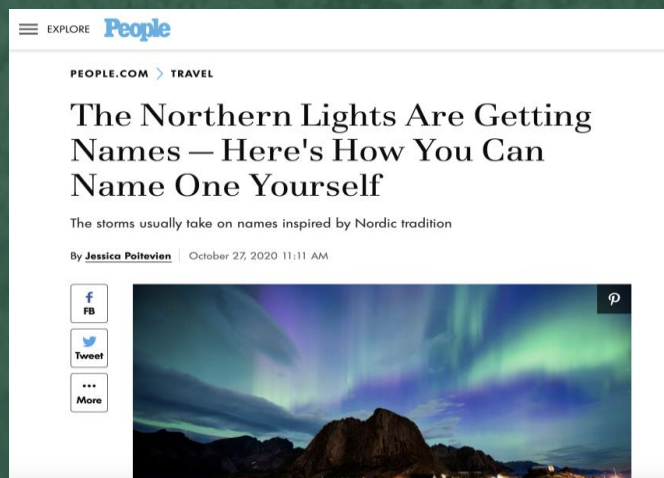 EXPLORE People
PEOPLE.COM > TRAVEL
The Northern Lights Are Getting
Names — Here's How You Can
Name One Yourself
The storms usually take on names inspired by Nordic tradition
By Jessica Poitevien October 27, 2020 11:11 AM
FB
Tweet
More